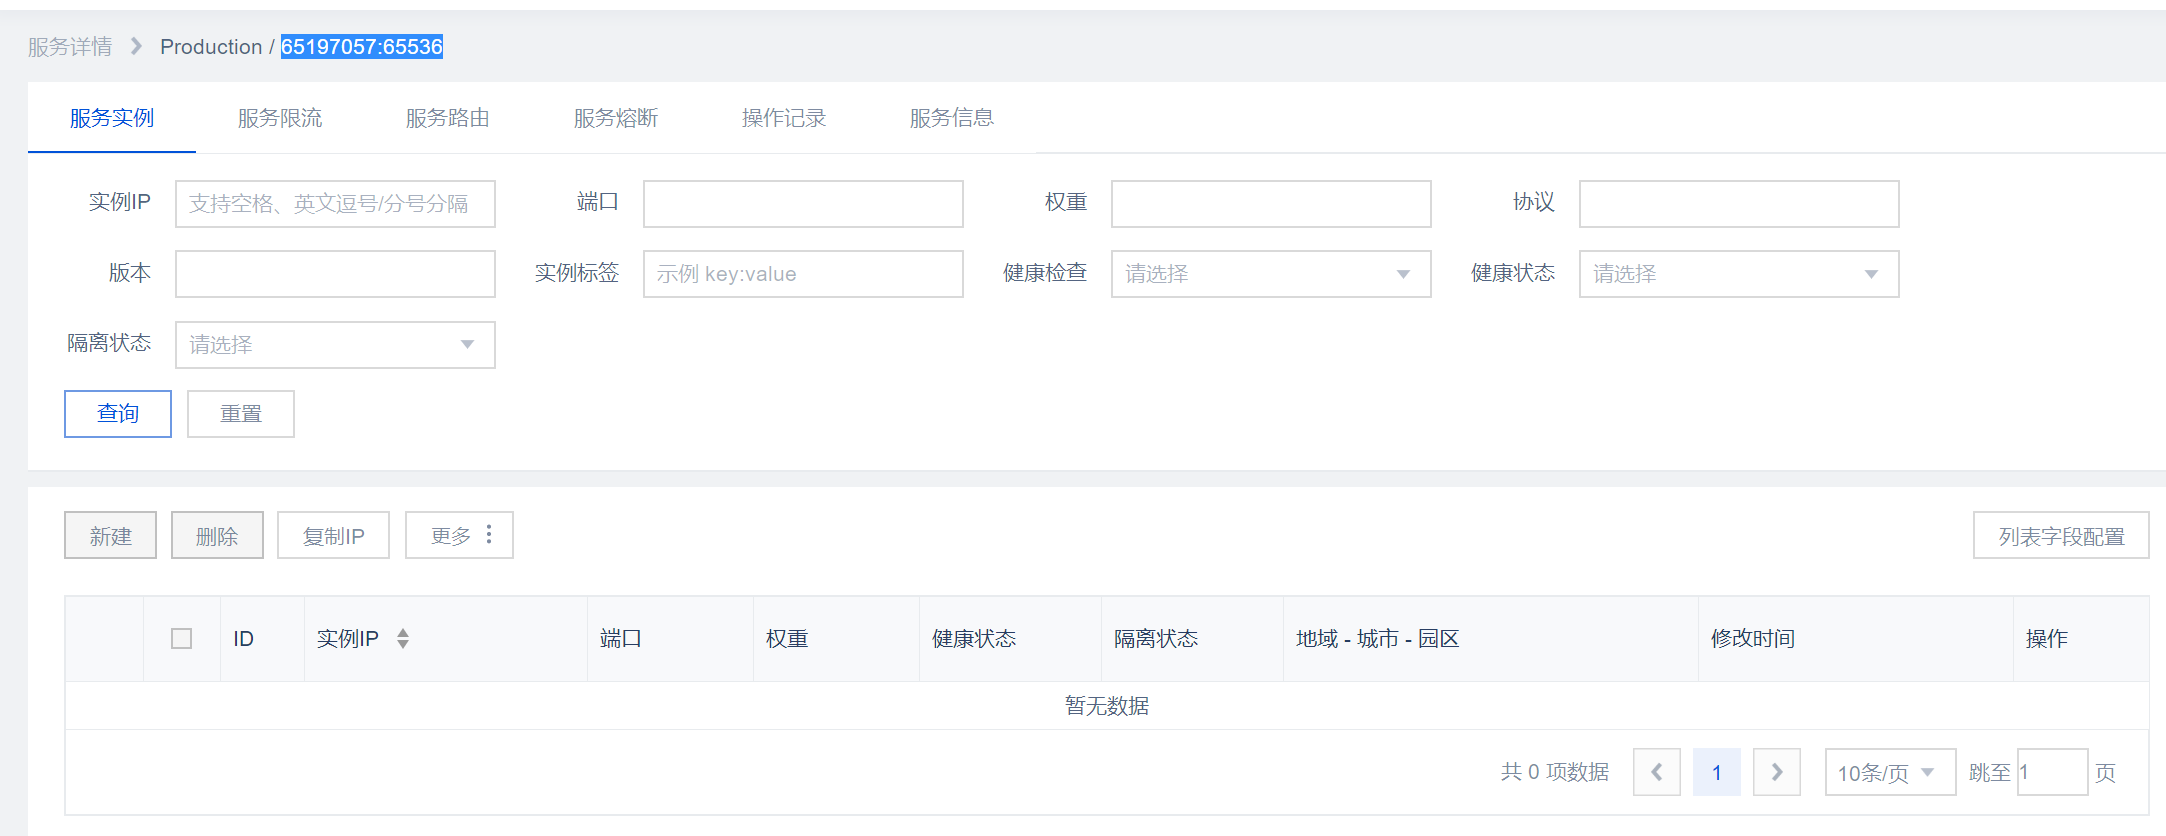 服务详情 Production / 65197057:65536
服务实例 服务限流 服务路由 服务熔断 操作记录 服务信息
实例IP 支持空格、英文逗号/分号分隔 端口 权重 协议
版本 实例标签 示例 key:value 健康检查 请选择 健康状态 请选择
隔离状态 请选择
查询 重置
新建 删除 复制IP 更多 列表字段配置
ID 实例IP 端口 权重 健康状态 隔离状态 地域 - 城市 - 园区 修改时间 操作
暂无数据
共 0 项数据 1 10条/页 跳至 1 页